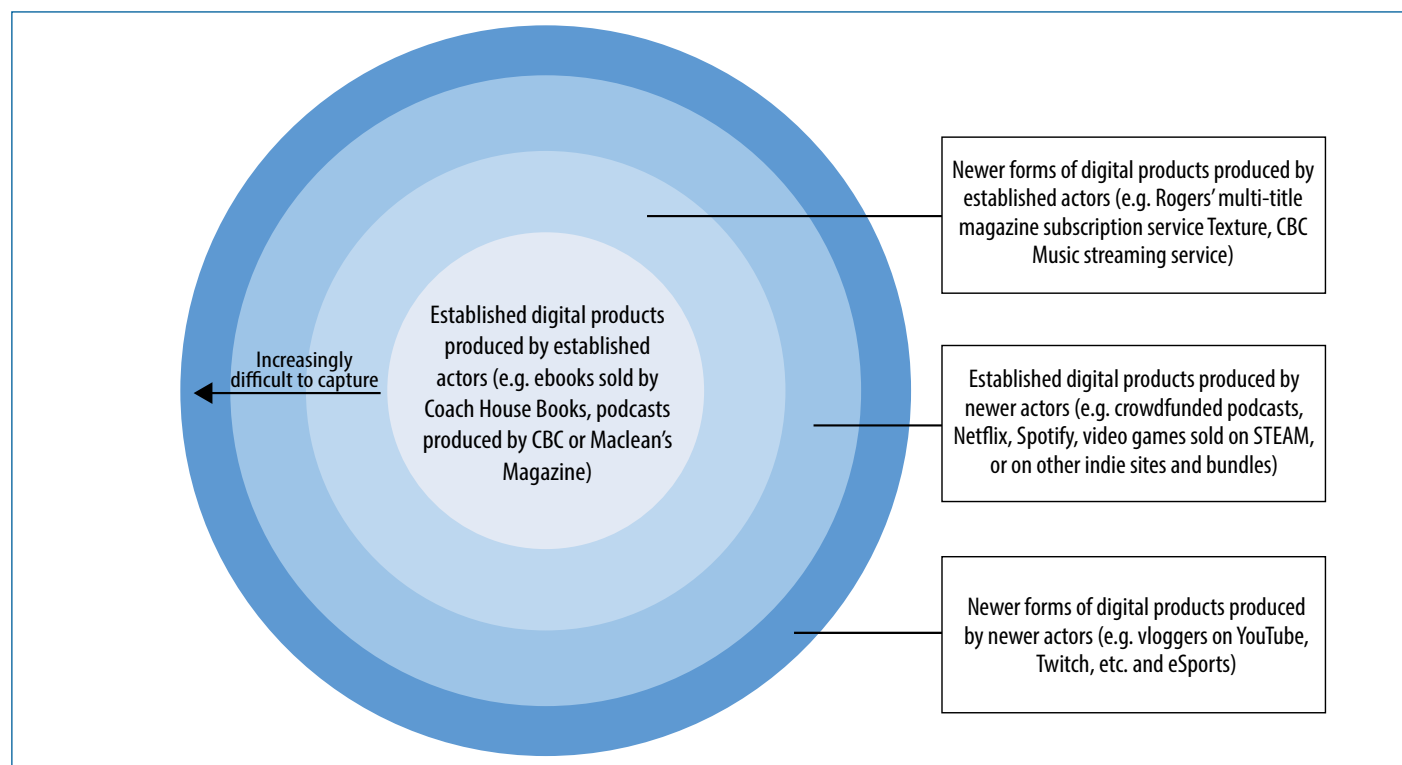 Newer forms of digital products produced by
established actors (e.g. Rogers’ multi-title
magazine subscription service Texture, CBC
Music streaming service)
Established digital products
produced by established
actors (e.g. ebooks sold by
Coach House Books, podcasts
produced by CBC or Maclean’s
Magazine)
Increasingly
difficult to capture
Established digital products produced by
newer actors (e.g. crowdfunded podcasts,
Netflix, Spotify, video games sold on STEAM,
or on other indie sites and bundles)
Newer forms of digital products produced
by newer actors (e.g. vloggers on YouTube,
Twitch, etc. and eSports)